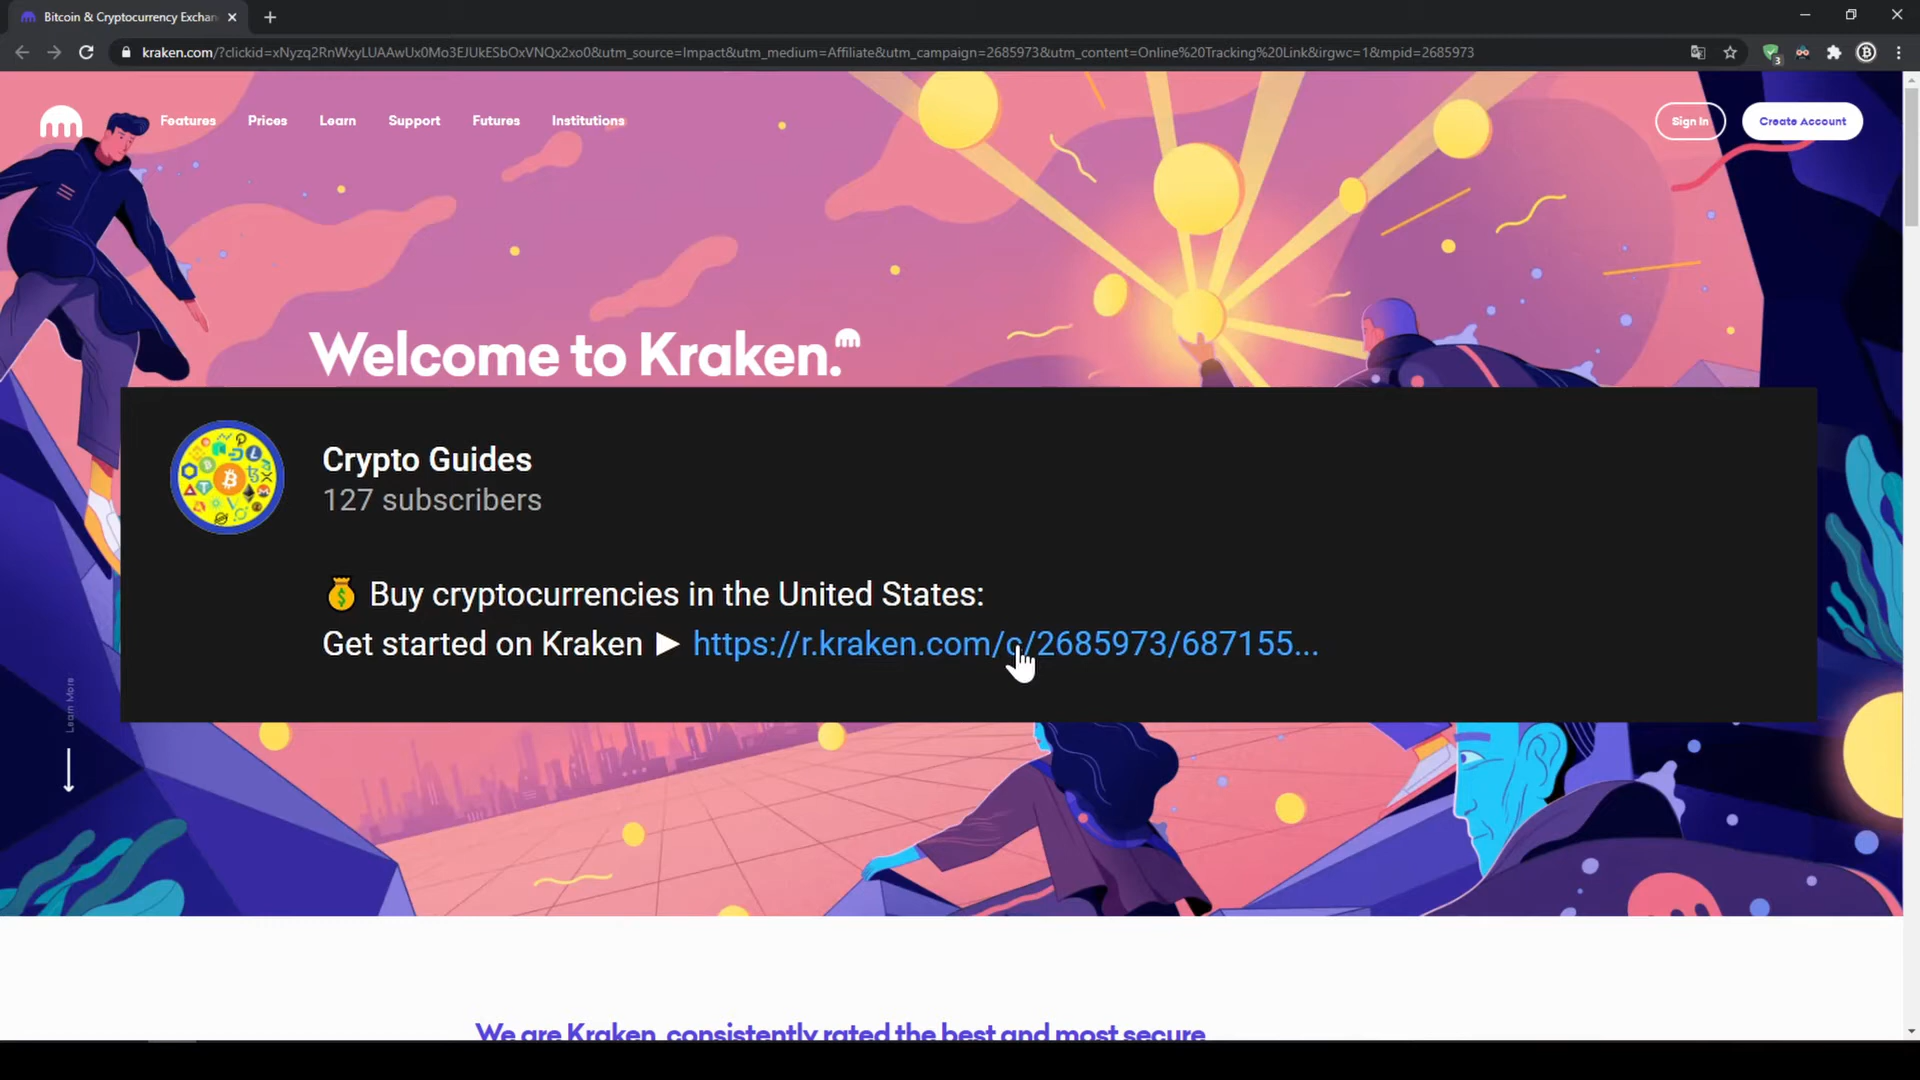 Bitcoin & Cryptocurrency Exchan
kraken.com/?clickid=xNyzq2RnWxyLUAAwUx0Mo3EJUkESbOxVNQx2xo0&utm_source=Impact&utm_medium=Affiliate&utm_campaign=2685973&utm_content=Online%20Tracking%20Link&irgwc=1&mpid=2685973
3
Features Prices Learn Support Futures Institutions
Sign In Create Account
Welcome to Kraken.
Crypto Guides
127 subscribers
💰 Buy cryptocurrencies in the United States:
Get started on Kraken ► https://r.kraken.com/c/2685973/687155...
Learn More
We are Kraken, consistently rated the best and most secure